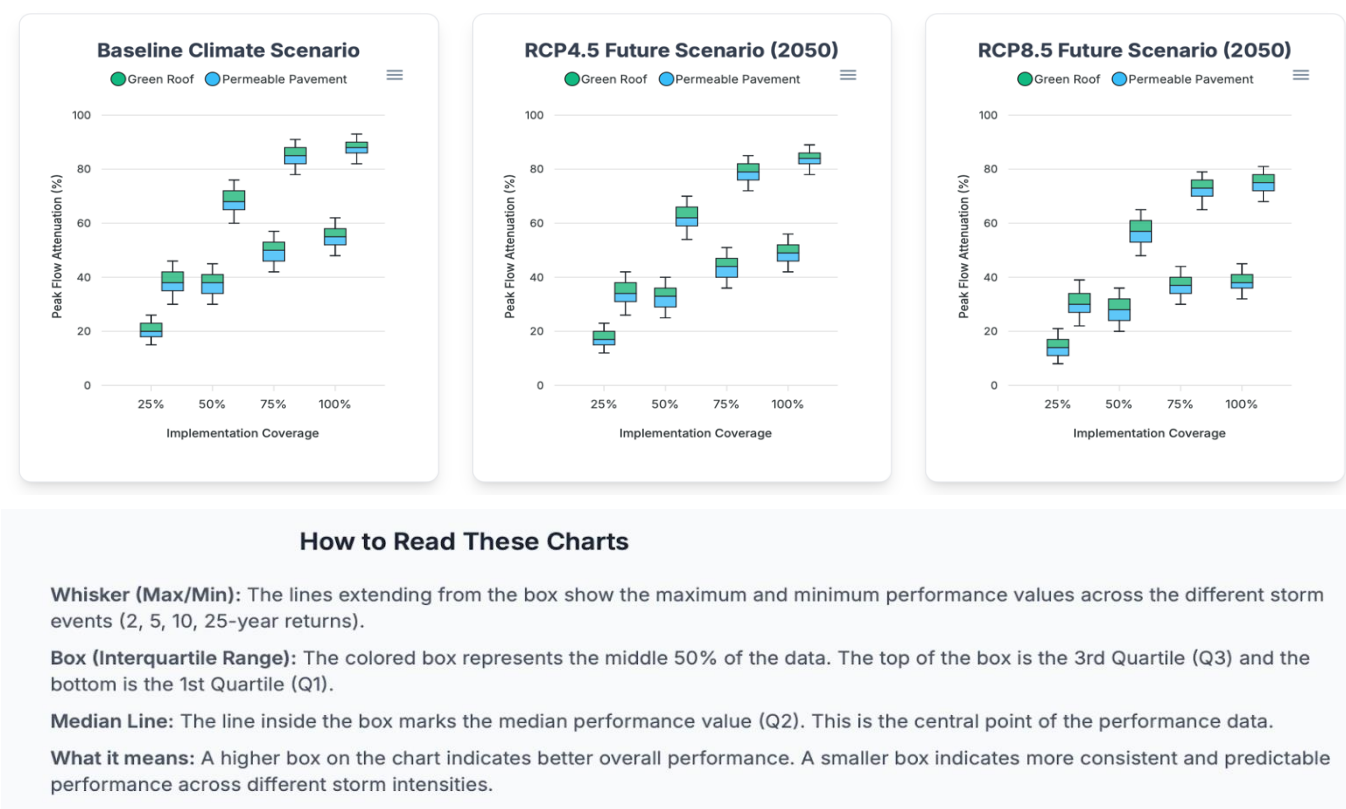 Baseline Climate Scenario
Green Roof Permeable Pavement
100
80
60
40
20
0
Peak Flow Attenuation (%)
25% 50% 75% 100%
Implementation Coverage
RCP4.5 Future Scenario (2050)
Green Roof Permeable Pavement
100
80
60
40
20
0
Peak Flow Attenuation (%)
25% 50% 75% 100%
Implementation Coverage
RCP8.5 Future Scenario (2050)
Green Roof Permeable Pavement
100
80
60
40
20
0
Peak Flow Attenuation (%)
25% 50% 75% 100%
Implementation Coverage
How to Read These Charts
Whisker (Max/Min): The lines extending from the box show the maximum and minimum performance values across the different storm
events (2, 5, 10, 25-year returns).
Box (Interquartile Range): The colored box represents the middle 50% of the data. The top of the box is the 3rd Quartile (Q3) and the
bottom is the 1st Quartile (Q1).
Median Line: The line inside the box marks the median performance value (Q2). This is the central point of the performance data.
What it means: A higher box on the chart indicates better overall performance. A smaller box indicates more consistent and predictable
performance across different storm intensities.